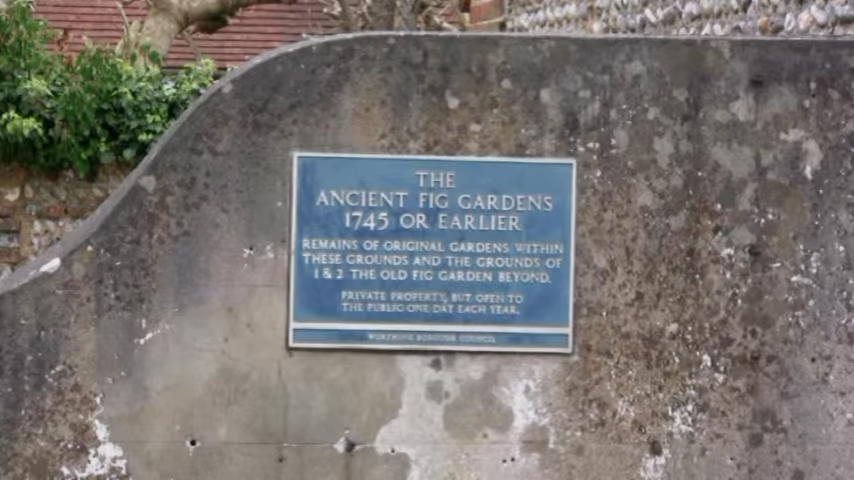 THE
ANCIENT FIG GARDENS
1745 OR EARLIER
REMAINS OF ORIGINAL GARDENS WITHIN
THESE GROUNDS AND THE GROUNDS OF
1 & 2 THE OLD FIG GARDEN BEYOND.
PRIVATE PROPERTY, BUT OPEN TO
THE PUBLIC ONE DAY EACH YEAR.
WORTHING BOROUGH COUNCIL